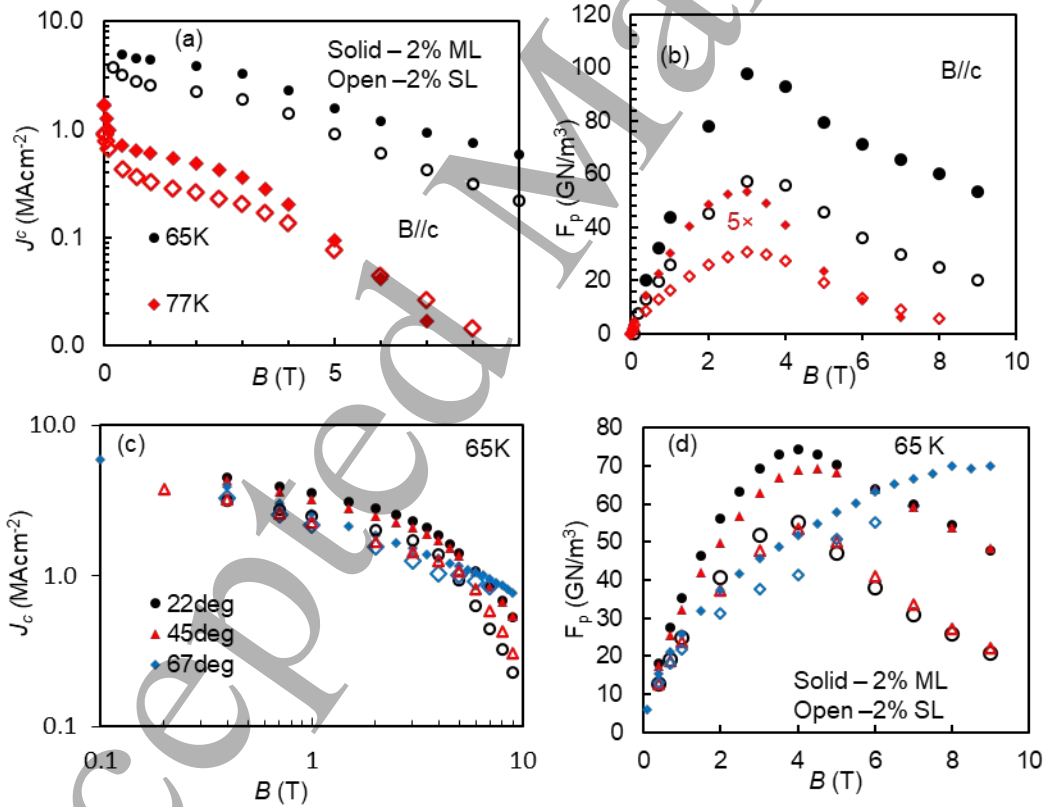 (a)
Solid – 2% ML
Open –2% SL
10.0
1.0
0.1
0.0
J^c (MAcm⁻²)
65K
77K
B//c
0
5
B (T)
(b)
B//c
120
100
80
60
40
20
0
F_p (GN/m3)
5×
0 2 4 6 8 10
B (T)
(c)
65K
10.0
1.0
0.1
J_c (MAcm⁻²)
22deg
45deg
67deg
0.1 1 10
B (T)
(d)
65 K
80
70
60
50
40
30
20
10
0
F_p (GN/m³)
Solid – 2% ML
Open –2% SL
0 2 4 6 8 10
B (T)
cepted Ma